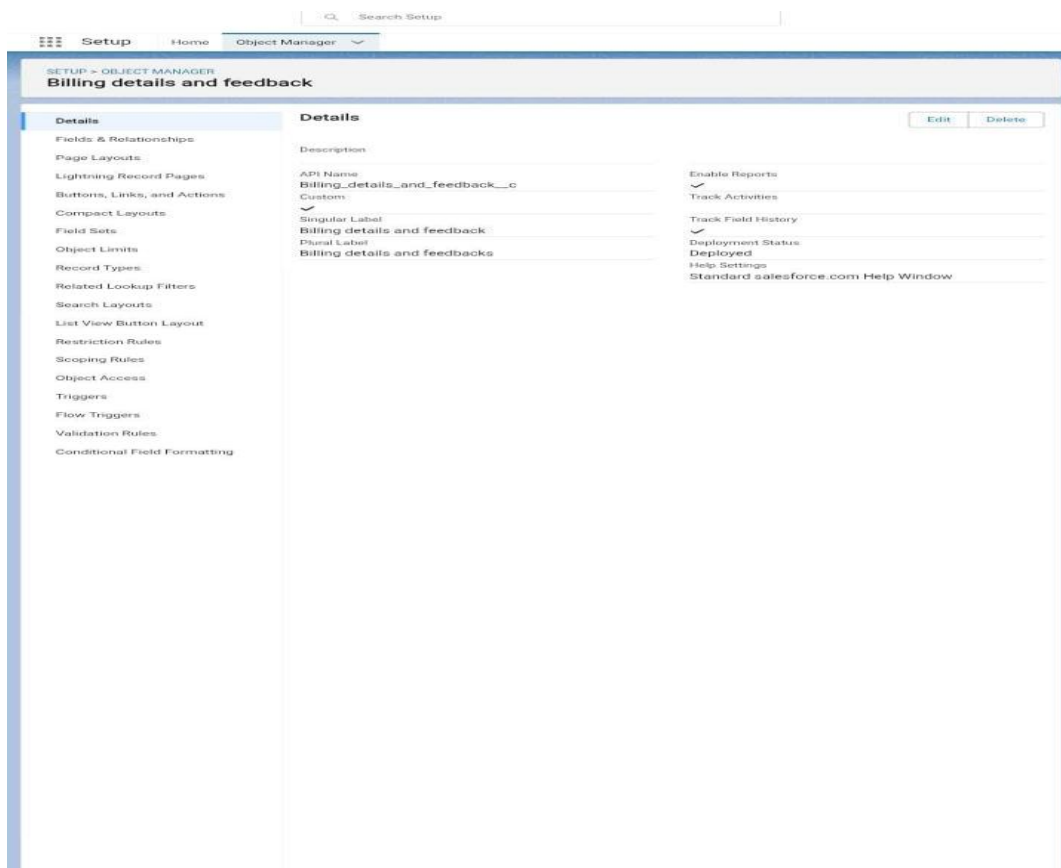 Search Setup
Setup Home Object Manager
SETUP > OBJECT MANAGER
Billing details and feedback
Details
Fields & Relationships
Page Layouts
Lightning Record Pages
Buttons, Links, and Actions
Compact Layouts
Field Sets
Object Limits
Record Types
Related Lookup Filters
Search Layouts
List View Button Layout
Restriction Rules
Scoping Rules
Object Access
Triggers
Flow Triggers
Validation Rules
Conditional Field Formatting
Details
Edit Delete
Description
API Name
Billing_details_and_feedback__c
Custom
Singular Label
Billing details and feedback
Plural Label
Billing details and feedbacks
Enable Reports
Track Activities
Track Field History
Deployment Status
Deployed
Help Settings
Standard salesforce.com Help Window